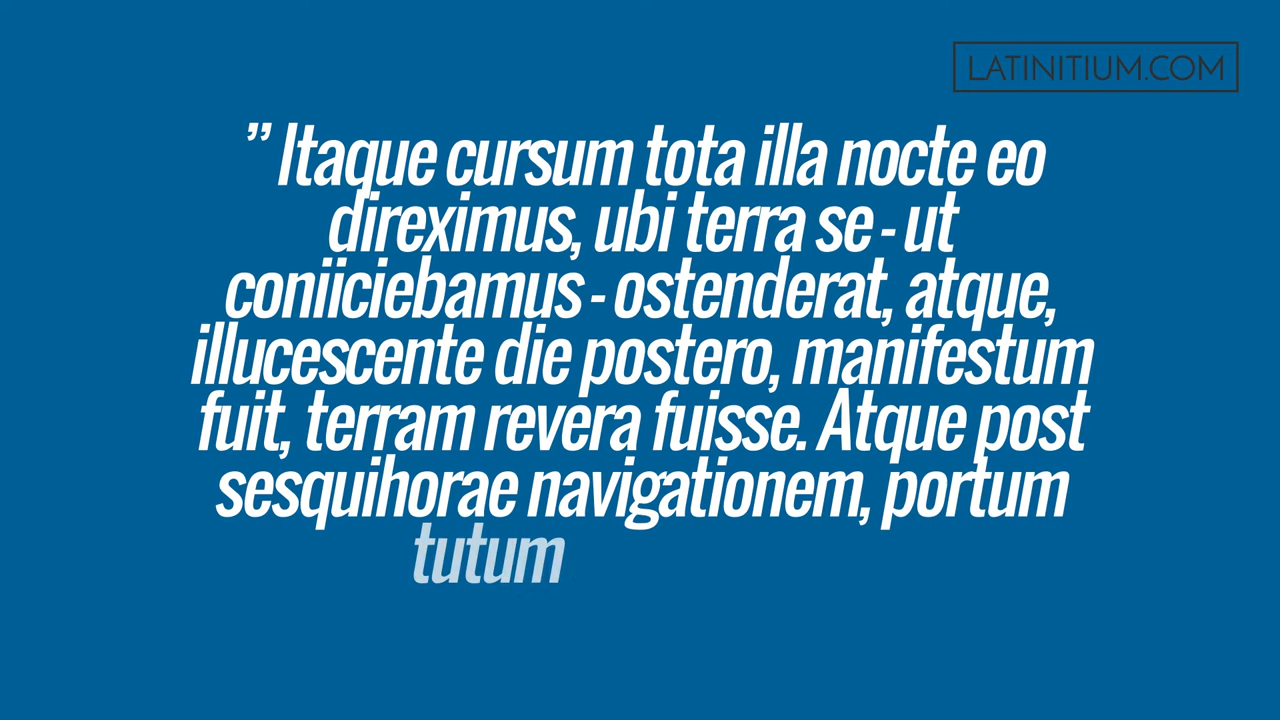 LATINITIUM.COM
” Itaque cursum tota illa nocte eo
direximus, ubi terra se - ut
coniiciebamus - ostenderat, atque,
illucescente die postero, manifestum
fuit, terram revera fuisse. Atque post
sesquihorae navigationem, portum
tutum